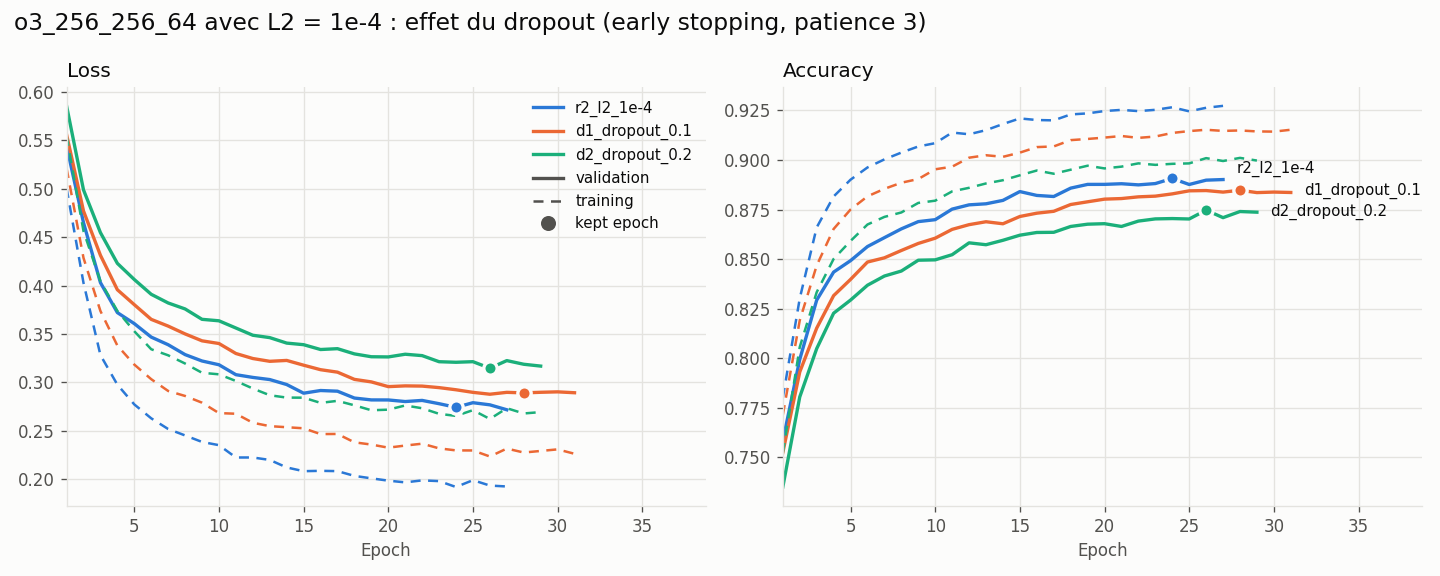 o3_256_256_64 avec L2 = 1e-4 : effet du dropout (early stopping, patience 3)
Loss
0.60
0.55
0.50
0.45
0.40
0.35
0.30
0.25
0.20
5
10
15
20
25
30
35
Epoch
r2_l2_1e-4
d1_dropout_0.1
d2_dropout_0.2
validation
training
kept epoch
Accuracy
0.925
0.900
0.875
0.850
0.825
0.800
0.775
0.750
5
10
15
20
25
30
35
Epoch
r2_l2_1e-4
d1_dropout_0.1
d2_dropout_0.2